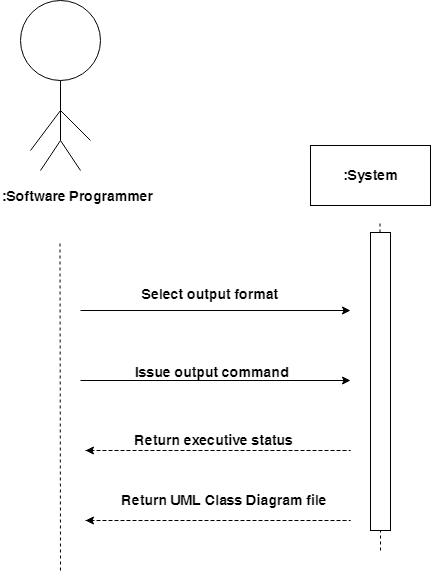 :Software Programmer
:System
Select output format
Issue output command
Return executive status
Return UML Class Diagram file